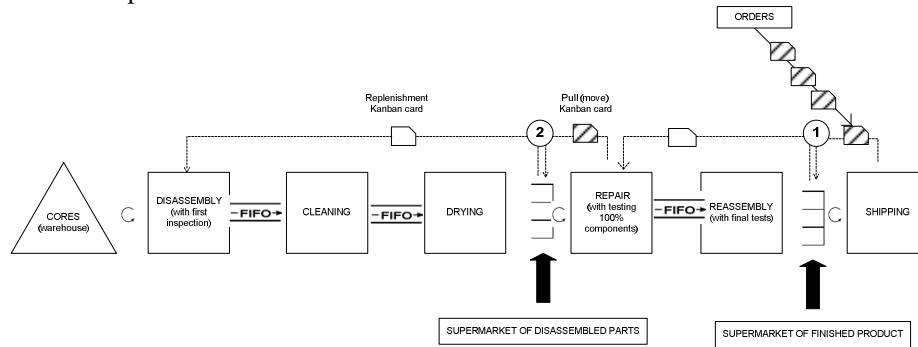 ORDERS
Replenishment
Kanban card
Pull (move)
Kanban card
2
1
CORES
(warehouse)
DISASSEMBLY
(with first
inspection)
FIFO
CLEANING
FIFO
DRYING
REPAIR
(with testing
100%
components)
FIFO
REASSEMBLY
(with final tests)
SHIPPING
SUPERMARKET OF DISASSEMBLED PARTS
SUPERMARKET OF FINISHED PRODUCT